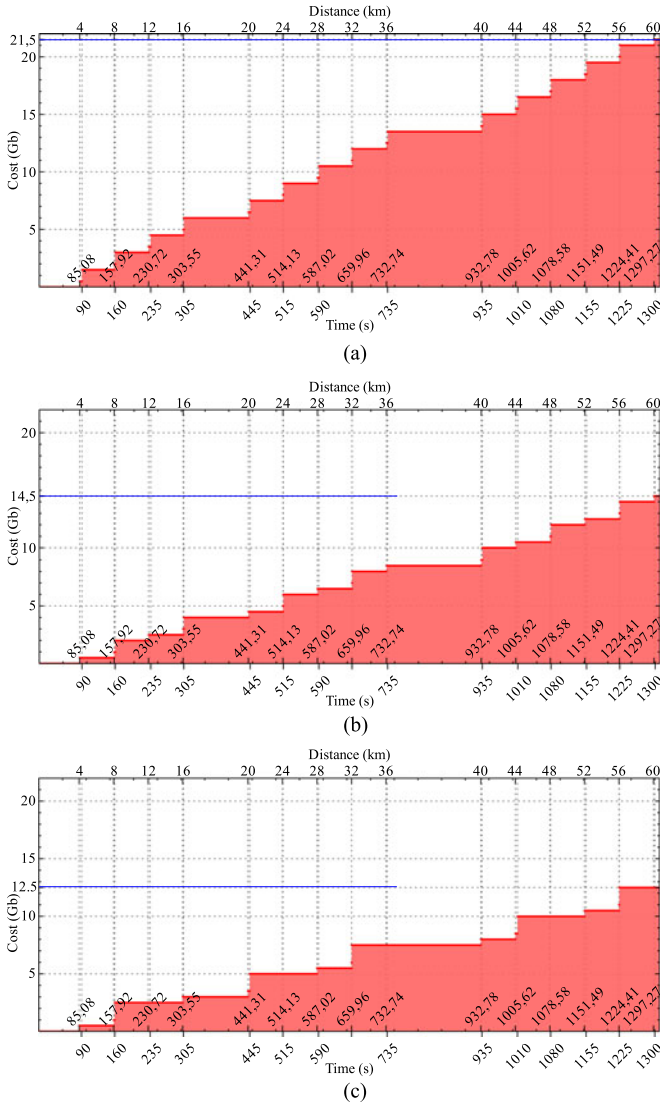 Distance (km)
4 8 12 16 20 24 28 32 36 40 44 48 52 56 60
21,5
20
15
10
5
Cost (Gb)
85,08 157,92 230,72 303,55 441,31 514,13 587,02 659,96 732,74 932,78 1005,62 1078,58 1151,49 1224,41 1297,27
90 160 235 305 445 515 590 660 735 935 1010 1080 1155 1225 1300
Time (s)
(a)
Distance (km)
4 8 12 16 20 24 28 32 36 40 44 48 52 56 60
20
14,5
10
5
Cost (Gb)
85,08 157,92 230,72 303,55 441,31 514,13 587,02 659,96 732,74 932,78 1005,62 1078,58 1151,49 1224,41 1297,27
90 160 235 305 445 515 590 660 735 935 1010 1080 1155 1225 1300
Time (s)
(b)
Distance (km)
4 8 12 16 20 24 28 32 36 40 44 48 52 56 60
20
15
12,5
10
5
Cost (Gb)
85,08 157,92 230,72 303,55 441,31 514,13 587,02 659,96 732,74 932,78 1005,62 1078,58 1151,49 1224,41 1297,27
90 160 235 305 445 515 590 660 735 935 1010 1080 1155 1225 1300
Time (s)
(c)